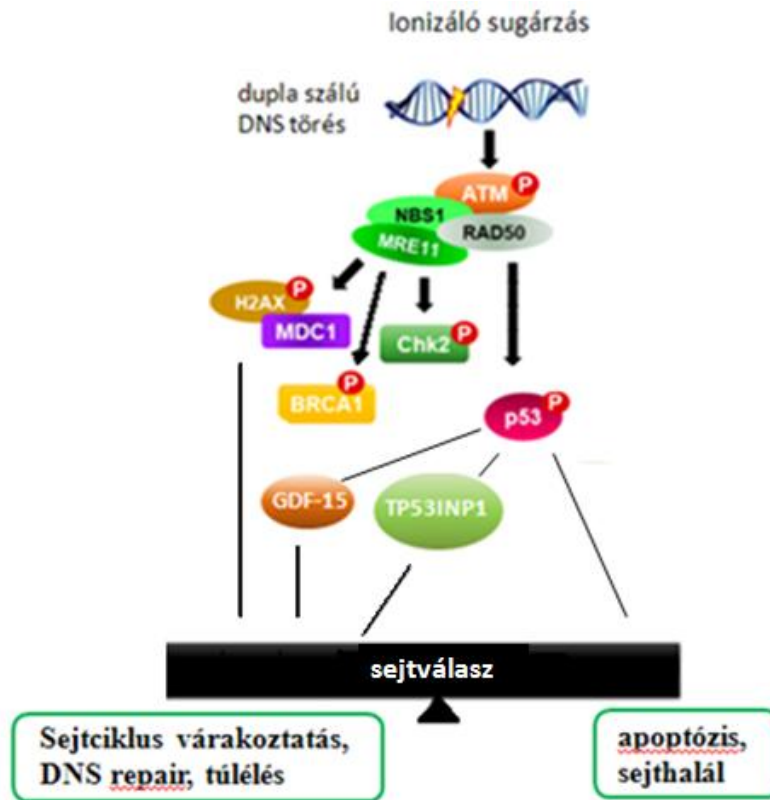 Ionizáló sugárzás
dupla szálú
DNS törés
ATM P
NBS1
RAD50
MRE11
H2AX P
MDC1
Chk2 P
P
BRCA1
p53 P
GDF-15
TP53INP1
sejtválasz
Sejtciklus várakoztatás,
DNS repair, túlélés
apoptózis,
sejthalál